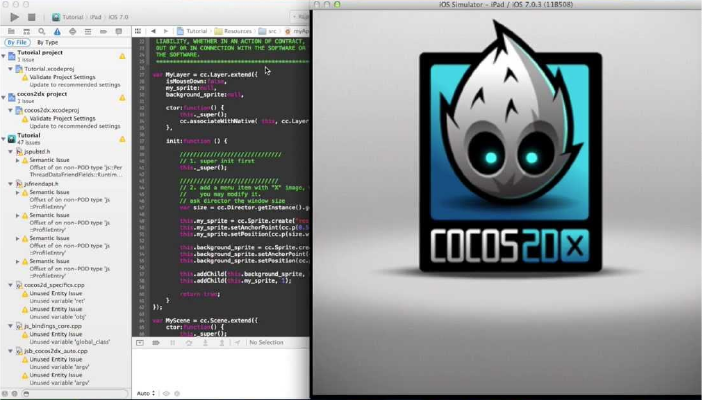 iOS Simulator – iPad / iOS 7.0.3 (11B508)
Tutorial
iPad
iOS 7.0
By File
By Type
Tutorial project
1 issue
Tutorial.xcodeproj
Validate Project Settings
Update to recommended settings
cocos2dx project
1 issue
cocos2dx.xcodeproj
Validate Project Settings
Update to recommended settings
Tutorial
47 issues
jspubtd.h
Semantic Issue
Offset of on non-POD type 'js::Per
ThreadDataFriendFields::Runtim...
jsfriendapi.h
Semantic Issue
Offset of on non-POD type 'js
::ProfileEntry'
Semantic Issue
Offset of on non-POD type 'js
::ProfileEntry'
Semantic Issue
Offset of on non-POD type 'js
::ProfileEntry'
Semantic Issue
Offset of on non-POD type 'js
::ProfileEntry'
cocos2d_specifics.cpp
Unused Entity Issue
Unused variable 'ret'
Unused Entity Issue
Unused variable 'obj'
js_bindings_core.cpp
Unused Entity Issue
Unused variable 'global_class'
jsb_cocos2dx_auto.cpp
Unused Entity Issue
Unused variable 'argv'
Unused Entity Issue
Unused variable 'argv'
Tutorial
Resources
src
LIABILITY, WHETHER IN AN ACTION OF CONTRACT,
OUT OF OR IN CONNECTION WITH THE SOFTWARE OR
THE SOFTWARE.
var MyLayer = cc.Layer.extend({
isMouseDown:false,
my_sprite:null,
background_sprite:null,
ctor:function() {
this._super();
cc.associateWithNative( this, cc.Layer
},
init:function () {
//////////////////////////////
// 1. super init first
this._super();
//////////////////////////////
// 2. add a menu item with "X" image,
// you may modify it.
// ask director the window size
var size = cc.Director.getInstance().g
this.my_sprite = cc.Sprite.create(
this.my_sprite.setAnchorPoint(cc.p(0.5
this.my_sprite.setPosition(cc.p(size.w
this.background_sprite = cc.Sprite.crea
this.background_sprite.setAnchorPoint(
this.background_sprite.setPosition(cc.
this.addChild(this.background_sprite,
this.addChild(this.my_sprite, 1);
return true;
}
});
var MyScene = cc.Scene.extend({
ctor:function() {
this._super();
No Selection
Auto
COCOS2DX